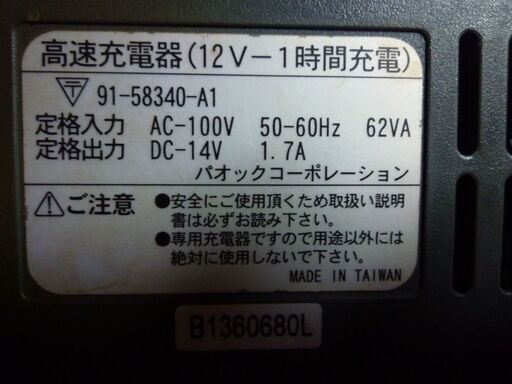 高速充電器(12V－1時間充電)
〒 91-58340-A1
定格入力 AC-100V 50-60Hz 62VA
定格出力 DC-14V 1.7A
パオックコーポレーション
⚠ご注意 ●安全にご使用頂くため取扱い説明
書は必ずお読み下さい。
●専用充電器ですので用途以外には
絶対に使用しないで下さい。
MADE IN TAIWAN
B1360680L